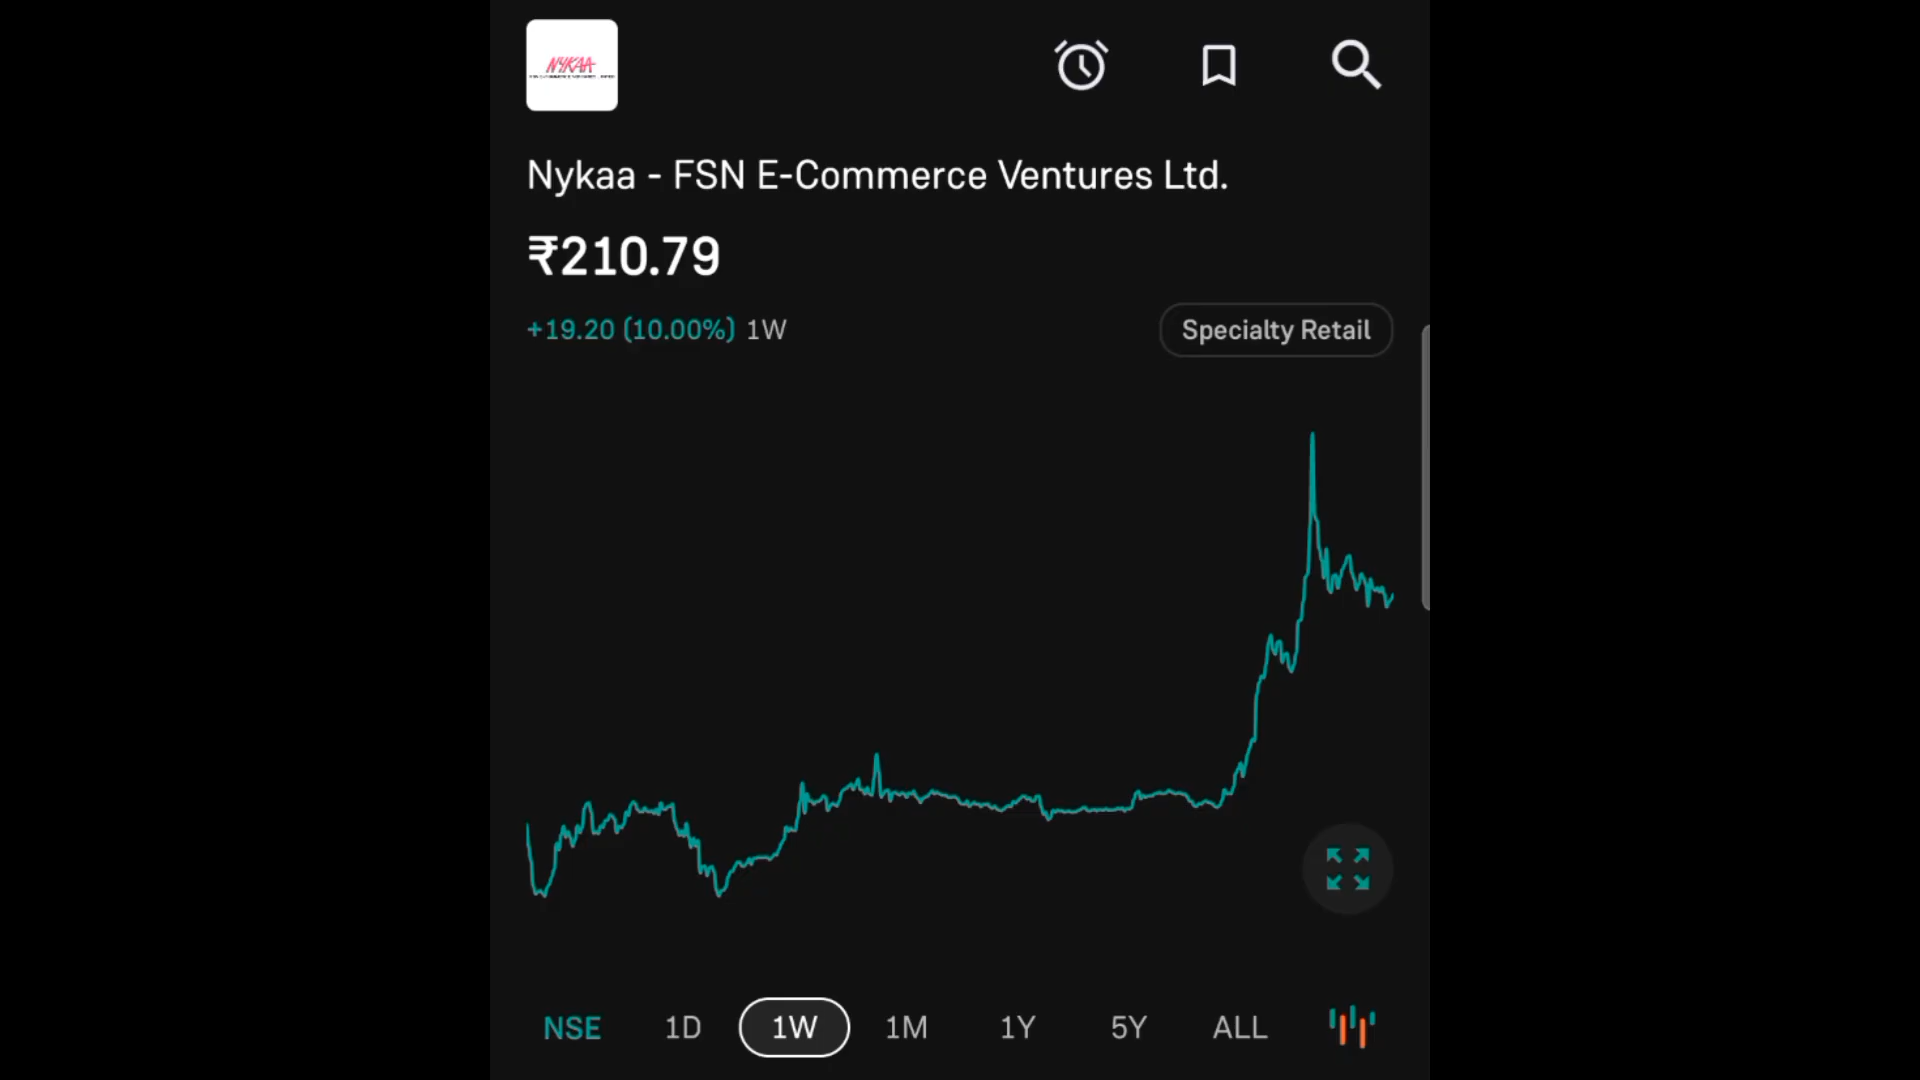 NYKAA
Nykaa - FSN E-Commerce Ventures Ltd.
₹210.79
+19.20 (10.00%) 1W
Specialty Retail
NSE 1D 1W 1M 1Y 5Y ALL